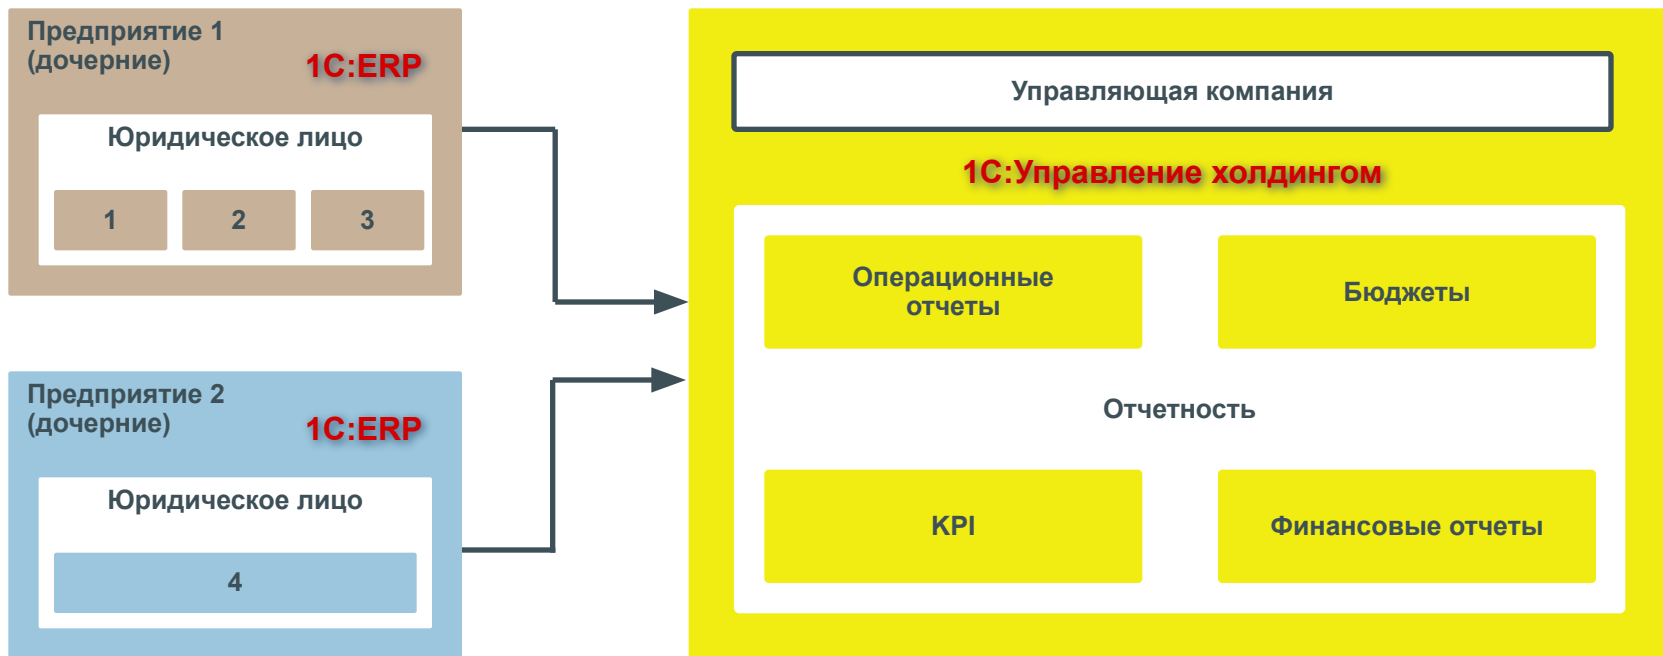 Предприятие 1
(дочерние)
1С:ERP
Юридическое лицо
1
2
3
Предприятие 2
(дочерние)
1С:ERP
Юридическое лицо
4
Управляющая компания
1С:Управление холдингом
Операционные
отчеты
Бюджеты
Отчетность
KPI
Финансовые отчеты